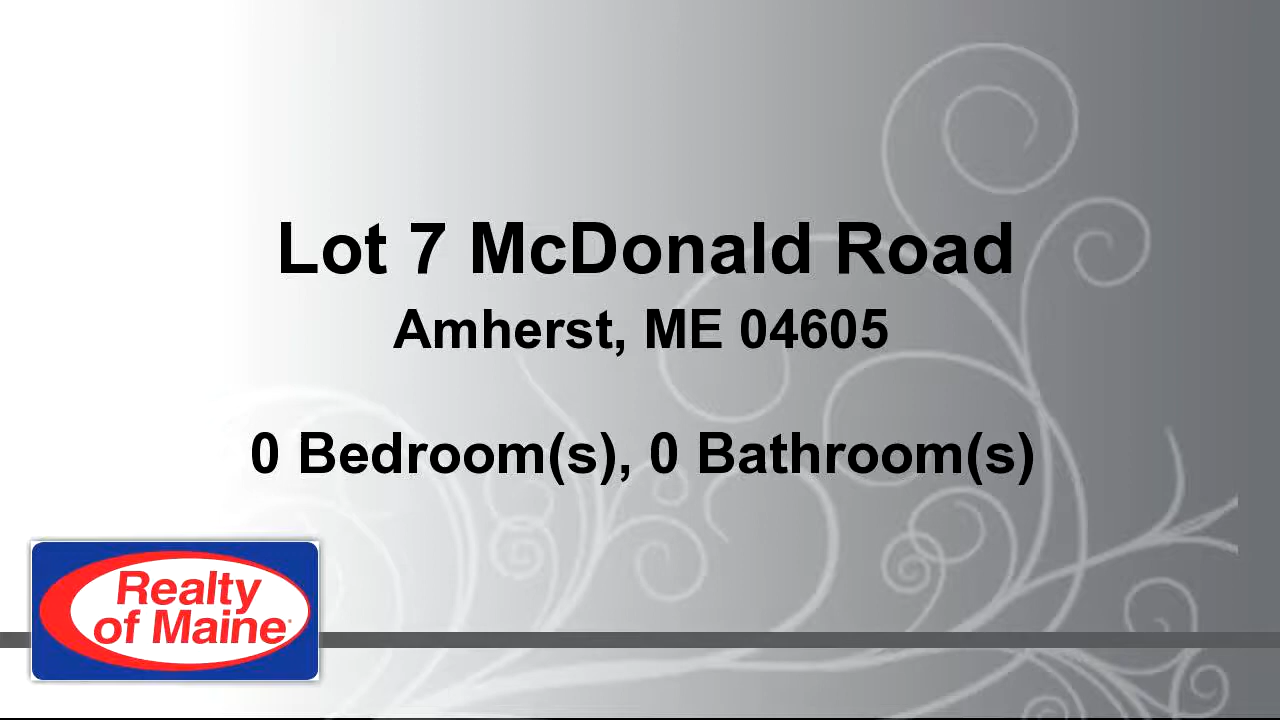 Lot 7 McDonald Road
Amherst, ME 04605
0 Bedroom(s), 0 Bathroom(s)
Realty
of Maine